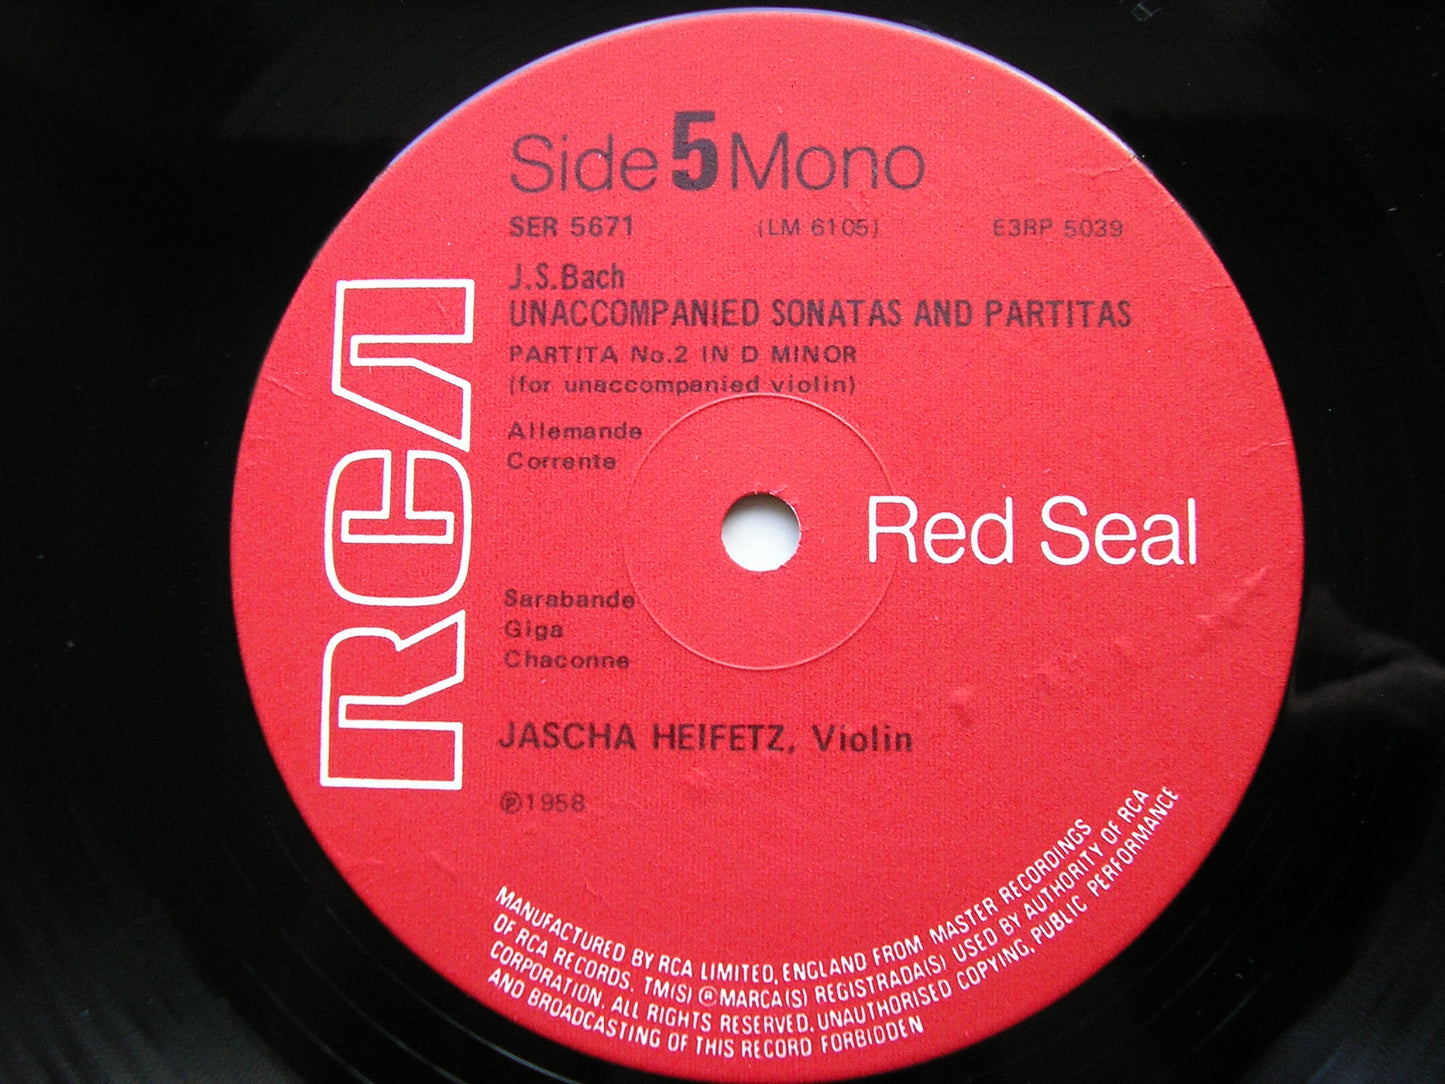 Side 5 Mono
SER 5671 (LM 6105) E3RP 5039
J.S.Bach
UNACCOMPANIED SONATAS AND PARTITAS
PARTITA No.2 IN D MINOR
(for unaccompanied violin)
Allemande
Corrente
RCA
Red Seal
Sarabande
Giga
Chaconne
JASCHA HEIFETZ, Violin
℗1958
MANUFACTURED BY RCA LIMITED, ENGLAND FROM MASTER RECORDINGS
OF RCA RECORDS, TM(S) ® MARCA(S) REGISTRADA(S) USED BY AUTHORITY OF RCA
CORPORATION. ALL RIGHTS RESERVED. UNAUTHORISED COPYING, PUBLIC PERFORMANCE
AND BROADCASTING OF THIS RECORD FORBIDDEN